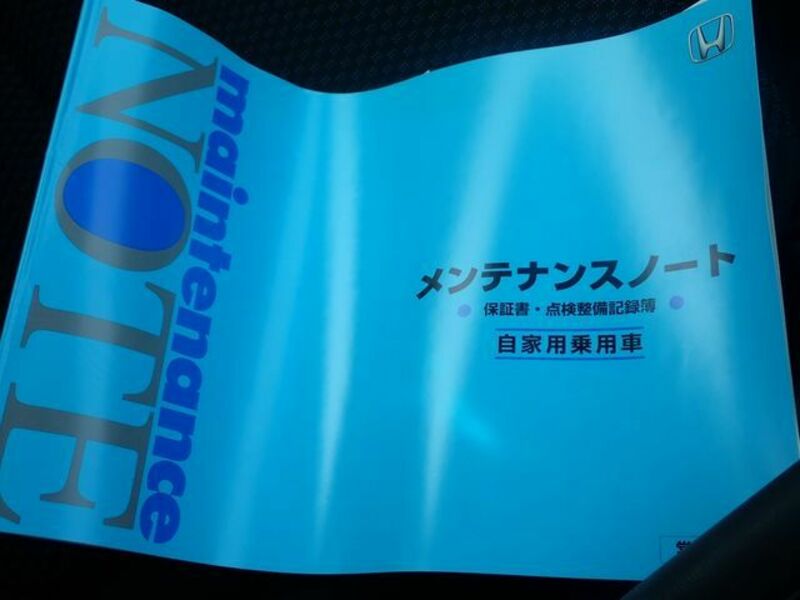 maintenance
NOTE
メンテナンスノート
保証書・点検整備記録簿
自家用乗用車